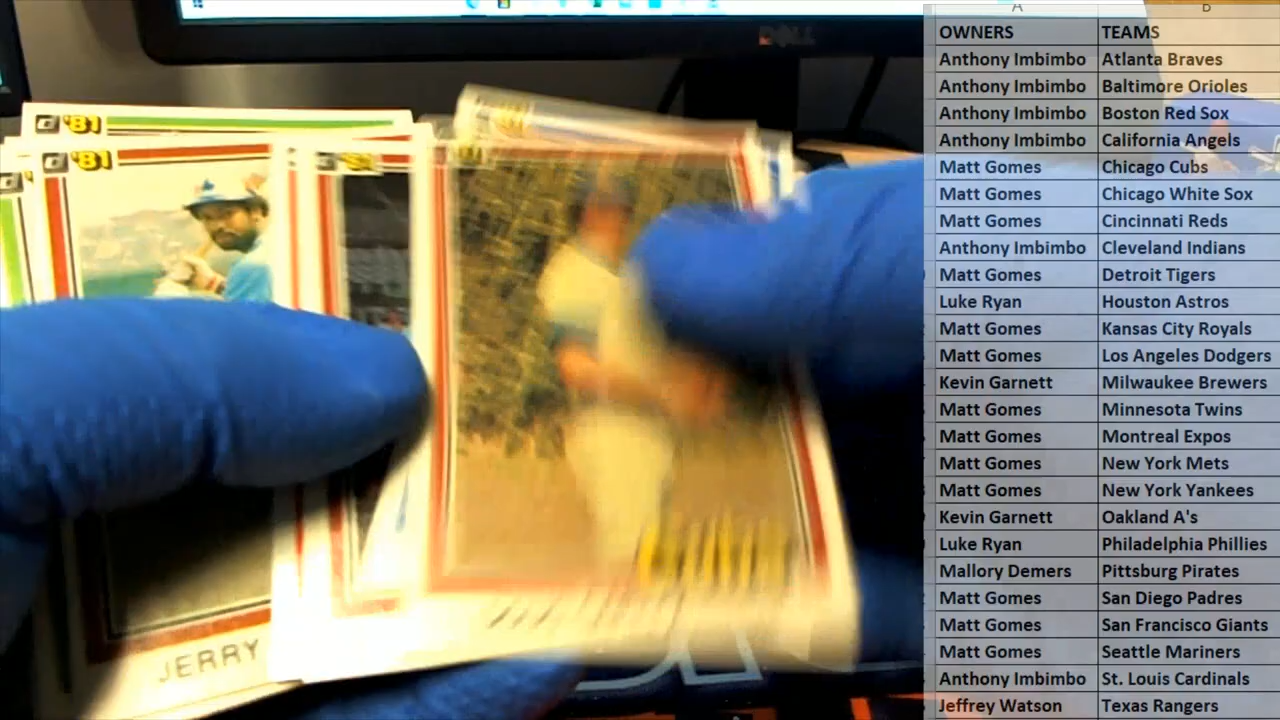 A B
OWNERS TEAMS
Anthony Imbimbo Atlanta Braves
Anthony Imbimbo Baltimore Orioles
Anthony Imbimbo Boston Red Sox
Anthony Imbimbo California Angels
Matt Gomes Chicago Cubs
Matt Gomes Chicago White Sox
Matt Gomes Cincinnati Reds
Anthony Imbimbo Cleveland Indians
Matt Gomes Detroit Tigers
Luke Ryan Houston Astros
Matt Gomes Kansas City Royals
Matt Gomes Los Angeles Dodgers
Kevin Garnett Milwaukee Brewers
Matt Gomes Minnesota Twins
Matt Gomes Montreal Expos
Matt Gomes New York Mets
Matt Gomes New York Yankees
Kevin Garnett Oakland A's
Luke Ryan Philadelphia Phillies
Mallory Demers Pittsburg Pirates
Matt Gomes San Diego Padres
Matt Gomes San Francisco Giants
Matt Gomes Seattle Mariners
Anthony Imbimbo St. Louis Cardinals
Jeffrey Watson Texas Rangers
DELL
'81
'81
JERRY